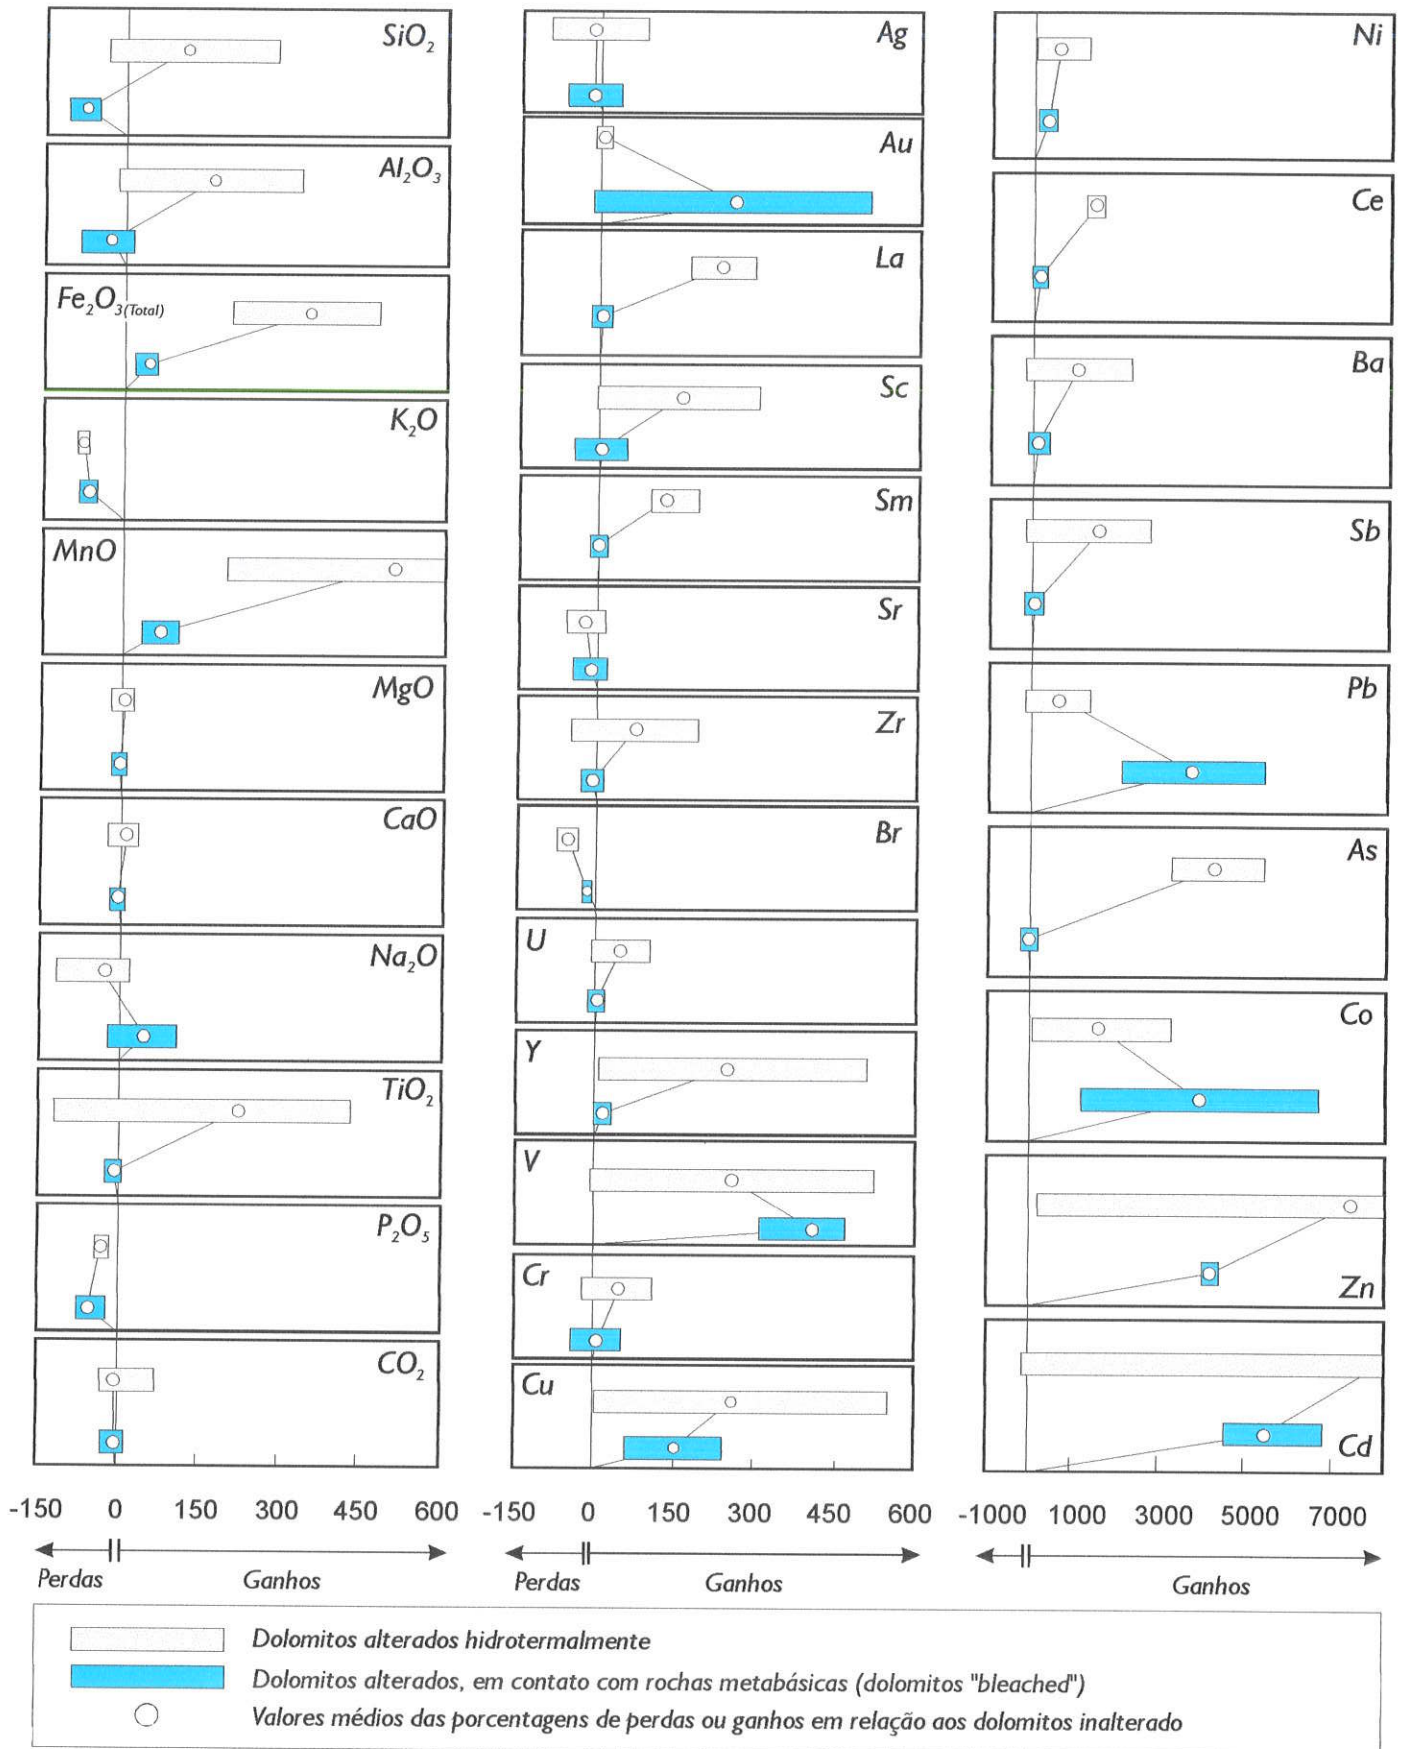 SiO₂
Al₂O₃
Fe₂O₃(Total)
K₂O
MnO
MgO
CaO
Na₂O
TiO₂
P₂O₅
CO₂
-150 0 150 300 450 600
Perdas Ganhos
Ag
Au
La
Sc
Sm
Sr
Zr
Br
U
Y
V
Cr
Cu
-150 0 150 300 450 600
Perdas Ganhos
Ni
Ce
Ba
Sb
Pb
As
Co
Zn
Cd
-1000 1000 3000 5000 7000
Ganhos
Dolomitos alterados hidrotermalmente
Dolomitos alterados, em contato com rochas metabásicas (dolomitos "bleached")
Valores médios das porcentagens de perdas ou ganhos em relação aos dolomitos inalterado